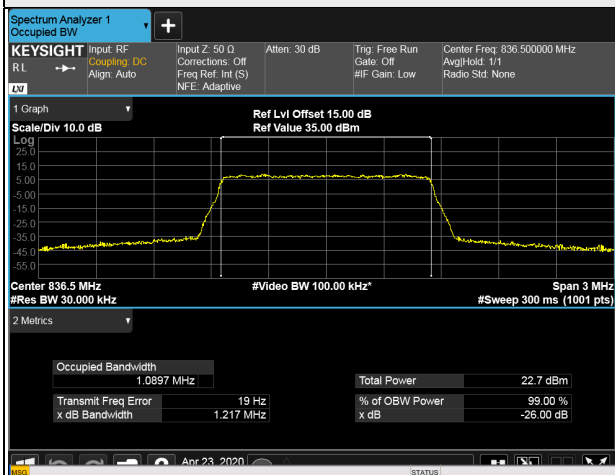 Spectrum Analyzer 1
Occupied BW
+
KEYSIGHT Input: RF Input Z: 50 Ω Atten: 30 dB Trig: Free Run Center Freq: 836.500000 MHz
RL Coupling: DC Corrections: Off Gate: Off Avg|Hold: 1/1
Align: Auto Freq Ref: Int (S) #IF Gain: Low Radio Std: None
LXI NFE: Adaptive
1 Graph
Ref Lvl Offset 15.00 dB
Scale/Div 10.0 dB Ref Value 35.00 dBm
Log
25.0
15.0
5.00
-5.00
-15.0
-25.0
-35.0
-45.0
-55.0
Center 836.5 MHz #Video BW 100.00 kHz* Span 3 MHz
#Res BW 30.000 kHz #Sweep 300 ms (1001 pts)
2 Metrics
Occupied Bandwidth
1.0897 MHz Total Power 22.7 dBm
Transmit Freq Error 19 Hz % of OBW Power 99.00 %
x dB Bandwidth 1.217 MHz x dB -26.00 dB
Apr 23, 2020
MSG STATUS